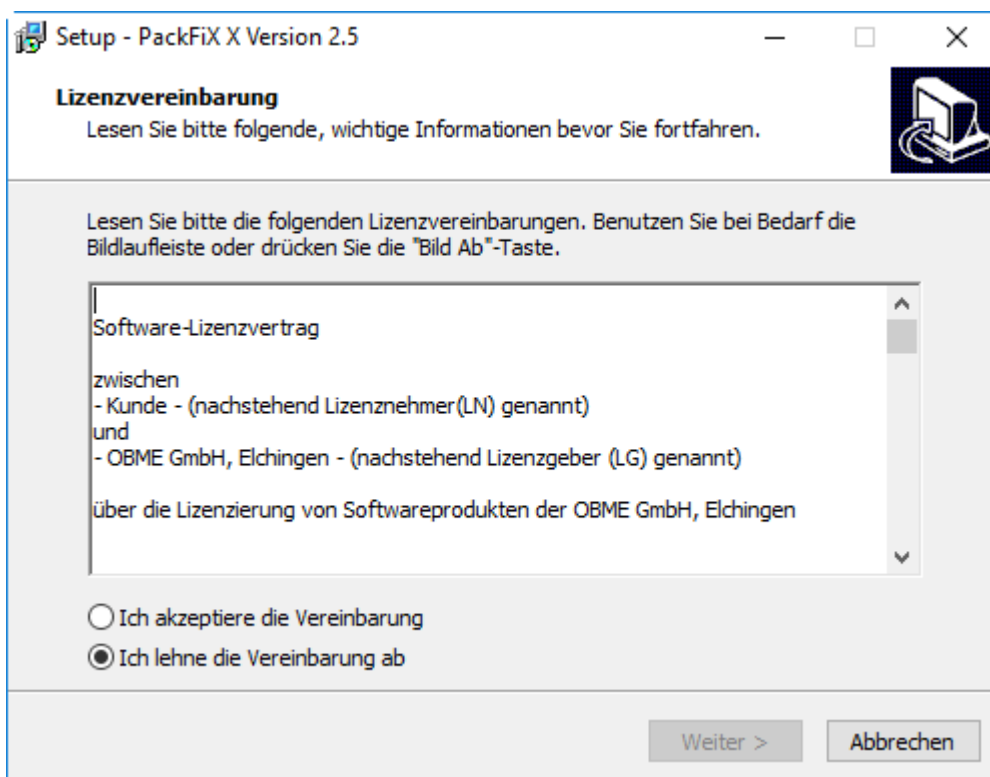 Setup - PackFiX X Version 2.5
Lizenzvereinbarung
Lesen Sie bitte folgende, wichtige Informationen bevor Sie fortfahren.
Lesen Sie bitte die folgenden Lizenzvereinbarungen. Benutzen Sie bei Bedarf die
Bildlaufleiste oder drücken Sie die "Bild Ab"-Taste.
Software-Lizenzvertrag
zwischen
- Kunde - (nachstehend Lizenznehmer(LN) genannt)
und
- OBME GmbH, Elchingen - (nachstehend Lizenzgeber (LG) genannt)
über die Lizenzierung von Softwareprodukten der OBME GmbH, Elchingen
Ich akzeptiere die Vereinbarung
Ich lehne die Vereinbarung ab
Weiter >
Abbrechen